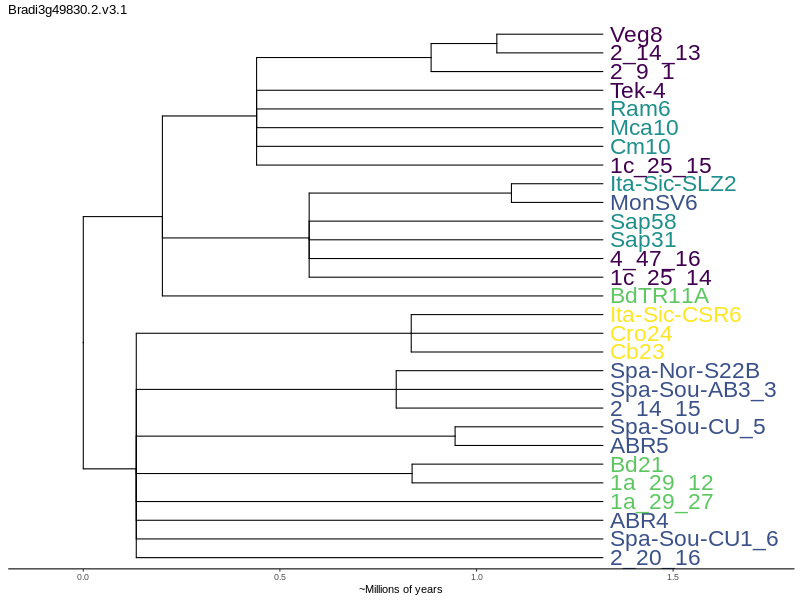 Bradi3g49830.2.v3.1
Veg8
2_14_13
2_9_1
Tek-4
Ram6
Mca10
Cm10
1c_25_15
Ita-Sic-SLZ2
MonSV6
Sap58
Sap31
4_47_16
1c_25_14
BdTR11A
Ita-Sic-CSR6
Cro24
Cb23
Spa-Nor-S22B
Spa-Sou-AB3_3
2_14_15
Spa-Sou-CU_5
ABR5
Bd21
1a_29_12
1a_29_27
ABR4
Spa-Sou-CU1_6
2_20_16
0.0 0.5 1.0 1.5
~Millions of years